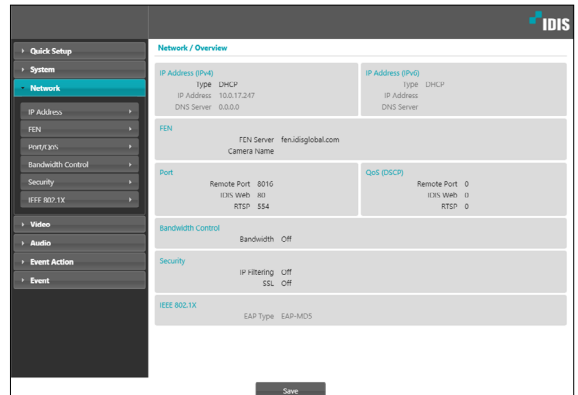 IDIS
Quick Setup
System
Network
IP Address
FEN
Port/QoS
Bandwidth Control
Security
IEEE 802.1X
Video
Audio
Event Action
Event
Network / Overview
IP Address (IPv4)
Type DHCP
IP Address 10.0.17.247
DNS Server 0.0.0.0
IP Address (IPv6)
Type DHCP
IP Address
DNS Server
FEN
FEN Server fen.idisglobal.com
Camera Name
Port
Remote Port 8016
IDIS Web 80
RTSP 554
QoS (DSCP)
Remote Port 0
IDIS Web 0
RTSP 0
Bandwidth Control
Bandwidth Off
Security
IP Filtering Off
SSL Off
IEEE 802.1X
EAP Type EAP-MD5
Save